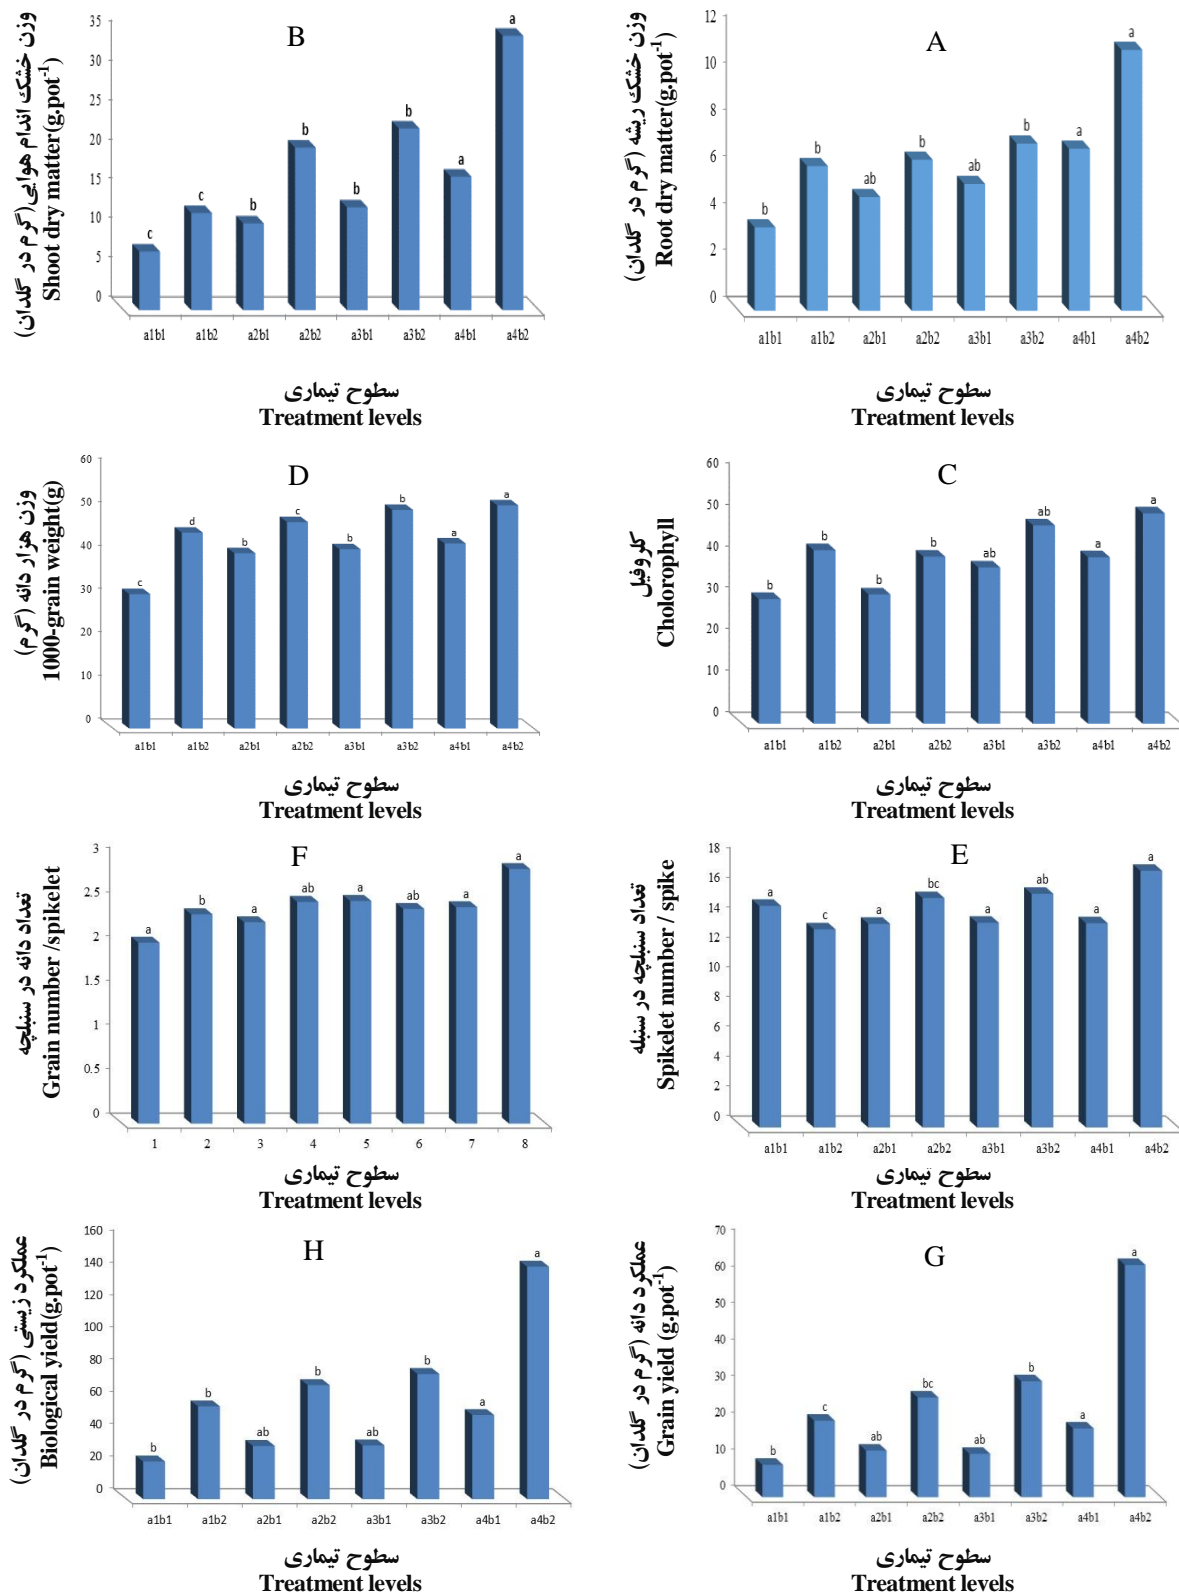 B
وزن خشک اندام هوایی(گرم در گلدان)
Shoot dry matter(g.pot-1)
35
30
25
20
15
10
5
0
c
c
b
b
b
b
a
a
a1b1 a1b2 a2b1 a2b2 a3b1 a3b2 a4b1 a4b2
سطوح تیماری
Treatment levels
A
وزن خشک ریشه (گرم در گلدان)
Root dry matter(g.pot-1)
12
10
8
6
4
2
0
b
b
ab
b
ab
b
a
a
a1b1 a1b2 a2b1 a2b2 a3b1 a3b2 a4b1 a4b2
سطوح تیماری
Treatment levels
D
وزن هزار دانه (گرم)
1000-grain weight(g)
60
50
40
30
20
10
0
c
d
b
c
b
b
a
a
a1b1 a1b2 a2b1 a2b2 a3b1 a3b2 a4b1 a4b2
سطوح تیماری
Treatment levels
C
کلروفیل
Cholorophyll
60
50
40
30
20
10
0
b
b
b
b
ab
ab
a
a
a1b1 a1b2 a2b1 a2b2 a3b1 a3b2 a4b1 a4b2
سطوح تیماری
Treatment levels
F
تعداد دانه در سنبلچه
Grain number /spikelet
3
2.5
2
1.5
1
0.5
0
a
b
a
ab
a
ab
a
a
1 2 3 4 5 6 7 8
سطوح تیماری
Treatment levels
E
تعداد سنبلچه در سنبله
Spikelet number / spike
18
16
14
12
10
8
6
4
2
0
a
c
a
bc
a
ab
a
a
a1b1 a1b2 a2b1 a2b2 a3b1 a3b2 a4b1 a4b2
سطوح تیماری
Treatment levels
H
عملکرد زیستی (گرم در گلدان)
Biological yield(g.pot-1)
160
140
120
100
80
60
40
20
0
b
b
ab
b
ab
b
a
a
a1b1 a1b2 a2b1 a2b2 a3b1 a3b2 a4b1 a4b2
سطوح تیماری
Treatment levels
G
عملکرد دانه (گرم در گلدان)
Grain yield (g.pot-1)
70
60
50
40
30
20
10
0
b
c
ab
bc
ab
b
a
a
a1b1 a1b2 a2b1 a2b2 a3b1 a3b2 a4b1 a4b2
سطوح تیماری
Treatment levels